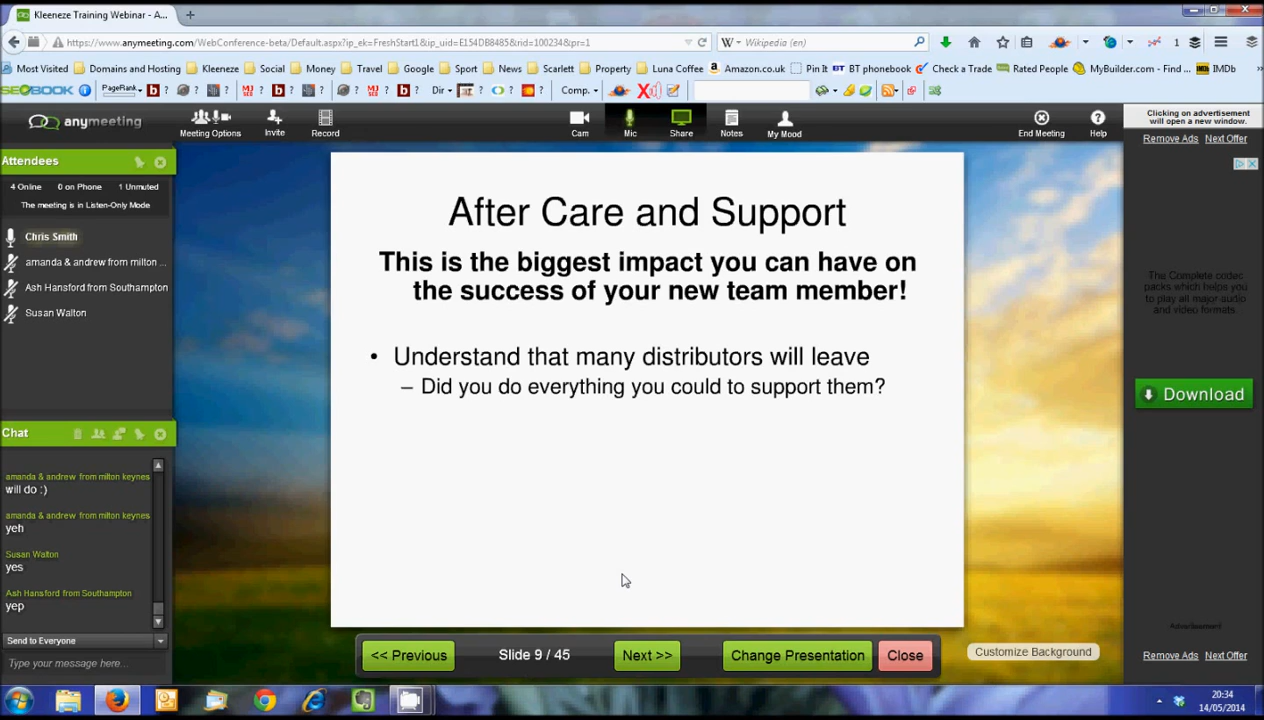 Kleeneze Training Webinar - A...
https://www.anymeeting.com/WebConference-beta/Default.aspx?ip_ek=FreshStart1&ip_uid=E154DB8485&rid=100234&pr=1
Wikipedia (en)
1
Most Visited
Domains and Hosting
Kleeneze
Social
Money
Travel
Google
Sport
News
Scarlett
Property
Luna Coffee
Amazon.co.uk
Pin It
BT phonebook
Check a Trade
Rated People
MyBuilder.com - Find ...
IMDb
SEOBOOK
PageRank
Dir
Comp.
anymeeting
Meeting Options
Invite
Record
Cam
Mic
Share
Notes
My Mood
End Meeting
Help
Clicking on advertisement
will open a new window.
Remove Ads Next Offer
Attendees
4 Online 0 on Phone 1 Unmuted
The meeting is in Listen-Only Mode
Chris Smith
amanda & andrew from milton ...
Ash Hansford from Southampton
Susan Walton
After Care and Support
This is the biggest impact you can have on
the success of your new team member!
• Understand that many distributors will leave
– Did you do everything you could to support them?
The Complete codec
packs which helps you
to play all major audio
and video formats.
Download
Chat
amanda & andrew from milton keynes
will do :)
amanda & andrew from milton keynes
yeh
Susan Walton
yes
Ash Hansford from Southampton
yep
Send to Everyone
Type your message here...
<< Previous
Slide 9 / 45
Next >>
Change Presentation
Close
Customize Background
Advertisement
Remove Ads Next Offer
20:34
14/05/2014